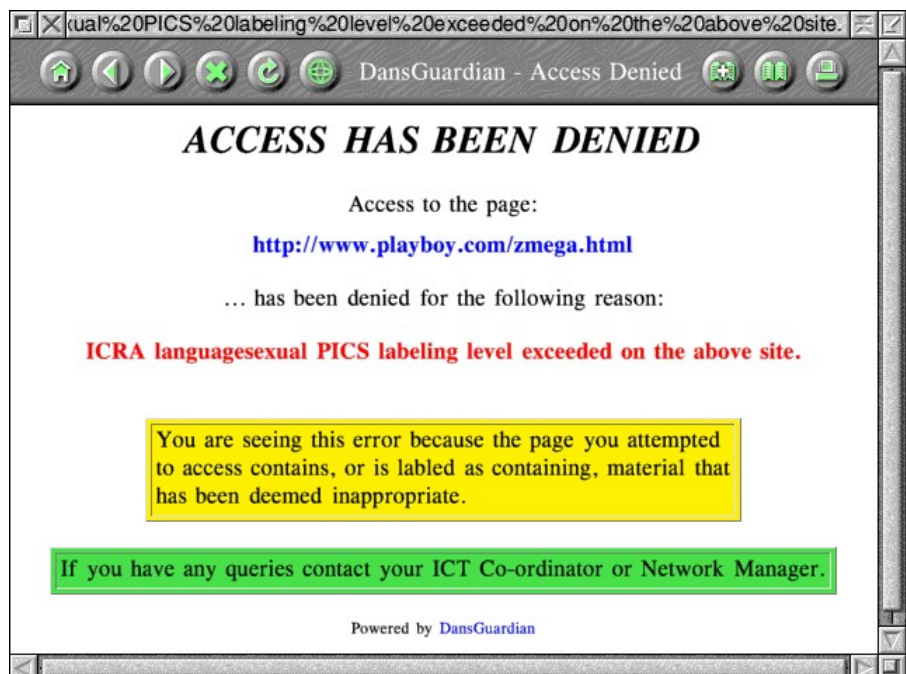 xual%20PICS%20labeling%20level%20exceeded%20on%20the%20above%20site.
DansGuardian - Access Denied
ACCESS HAS BEEN DENIED
Access to the page:
http://www.playboy.com/zmega.html
... has been denied for the following reason:
ICRA languagesexual PICS labeling level exceeded on the above site.
You are seeing this error because the page you attempted
to access contains, or is labled as containing, material that
has been deemed inappropriate.
If you have any queries contact your ICT Co-ordinator or Network Manager.
Powered by DansGuardian